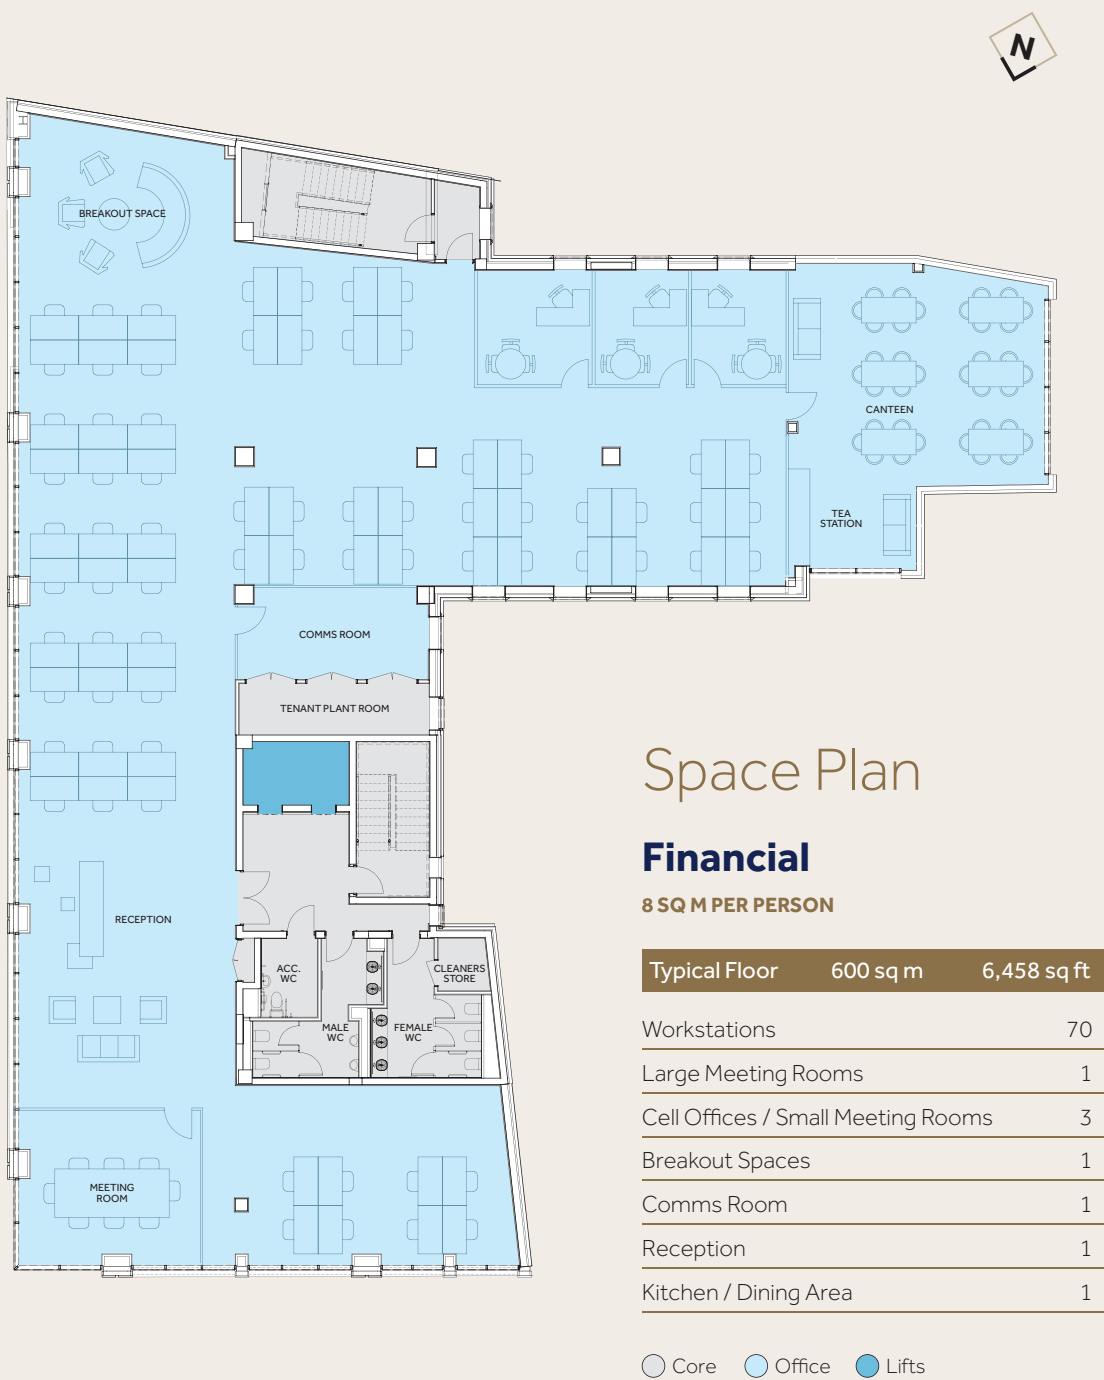 N
BREAKOUT SPACE
CANTEEN
TEA
STATION
COMMS ROOM
TENANT PLANT ROOM
RECEPTION
ACC.
WC
CLEANERS
STORE
MALE
WC
FEMALE
WC
MEETING
ROOM
Space Plan
Financial
8 SQ M PER PERSON
Typical Floor 600 sq m 6,458 sq ft
Workstations 70
Large Meeting Rooms 1
Cell Offices / Small Meeting Rooms 3
Breakout Spaces 1
Comms Room 1
Reception 1
Kitchen / Dining Area 1
Core Office Lifts